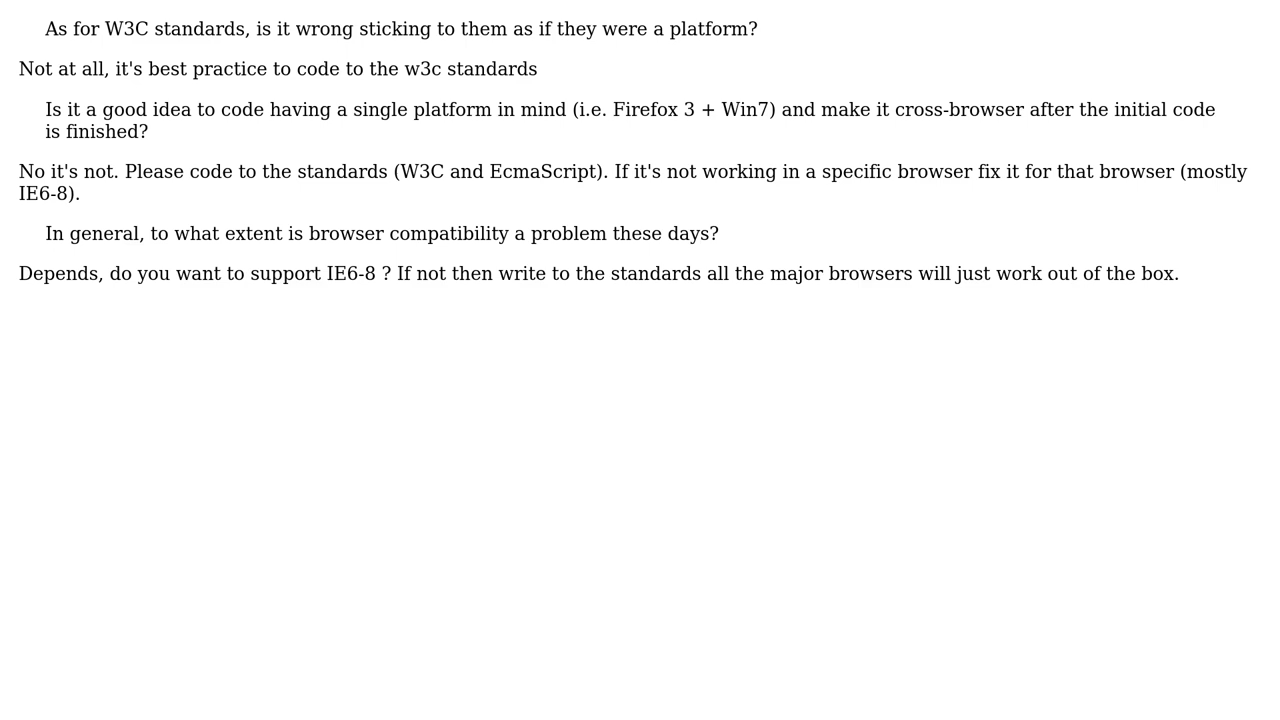 As for W3C standards, is it wrong sticking to them as if they were a platform?
Not at all, it's best practice to code to the w3c standards
Is it a good idea to code having a single platform in mind (i.e. Firefox 3 + Win7) and make it cross-browser after the initial code
is finished?
No it's not. Please code to the standards (W3C and EcmaScript). If it's not working in a specific browser fix it for that browser (mostly
IE6-8).
In general, to what extent is browser compatibility a problem these days?
Depends, do you want to support IE6-8 ? If not then write to the standards all the major browsers will just work out of the box.